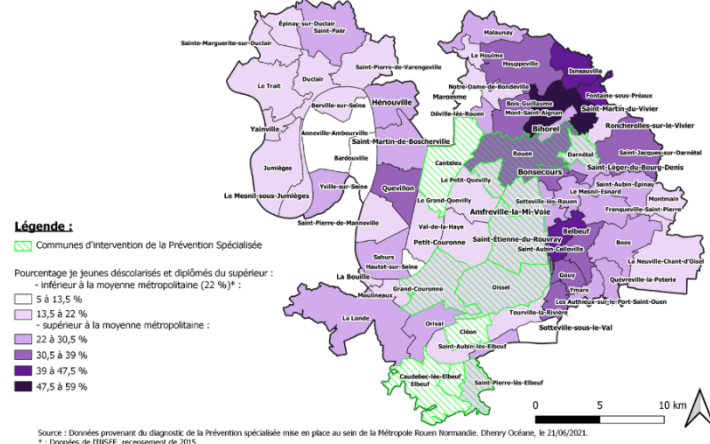 Épinay-sur-Duclair
Saint-Paër
Sainte-Marguerite-sur-Duclair
Malaunay
Le Houlme
Houppeville
Isneauville
Saint-Pierre-de-Varengeville
Duclair
Le Trait
Notre-Dame-de-Bondeville
Fontaine-sous-Préaux
Hénouville
Maromme
Bois-Guillaume
Berville-sur-Seine
Mont-Saint-Aignan
Saint-Martin-du-Vivier
Déville-lès-Rouen
Yainville
Anneville-Ambourville
Bihorel
Roncherolles-sur-le-Vivier
Saint-Martin-de-Boscherville
Rouen
Darnétal
Saint-Jacques-sur-Darnétal
Bardouville
Canteleu
Jumièges
Bonsecours
Saint-Léger-du-Bourg-Denis
Le Petit-Quevilly
Yville-sur-Seine
Quevillon
Saint-Aubin-Épinay
Le Mesnil-Esnard
Le Mesnil-sous-Jumièges
Le Grand-Quevilly
Sotteville-lès-Rouen
Montmain
Amfreville-la-Mi-Voie
Franqueville-Saint-Pierre
Saint-Pierre-de-Manneville
Val-de-la-Haye
Belbeuf
Petit-Couronne
Saint-Étienne-du-Rouvray
Boos
Saint-Aubin-Celloville
Sahurs
La Neuville-Chant-d'Oisel
Hautot-sur-Seine
La Bouille
Gouy
Quévreville-la-Poterie
Moulineaux
Grand-Couronne
Oissel
Ymare
Les Authieux-sur-le-Port-Saint-Ouen
Tourville-la-Rivière
La Londe
Orival
Cléon
Sotteville-sous-le-Val
Saint-Aubin-lès-Elbeuf
Caudebec-lès-Elbeuf
Elbeuf
Saint-Pierre-lès-Elbeuf
Légende :
Communes d'intervention de la Prévention Spécialisée
Pourcentage je jeunes déscolarisés et diplômés du supérieur :
- inférieur à la moyenne métropolitaine (22 %)* :
5 à 13,5 %
13,5 à 22 %
- supérieur à la moyenne métropolitaine :
22 à 30,5 %
30,5 à 39 %
39 à 47,5 %
47,5 à 59 %
0 5 10 km
Source : Données provenant du diagnostic de la Prévention spécialisée mise en place au sein de la Métropole Rouen Normandie. Dhenry Océane, le 21/06/2021.
* : Données de l'INSEE, recensement de 2015.